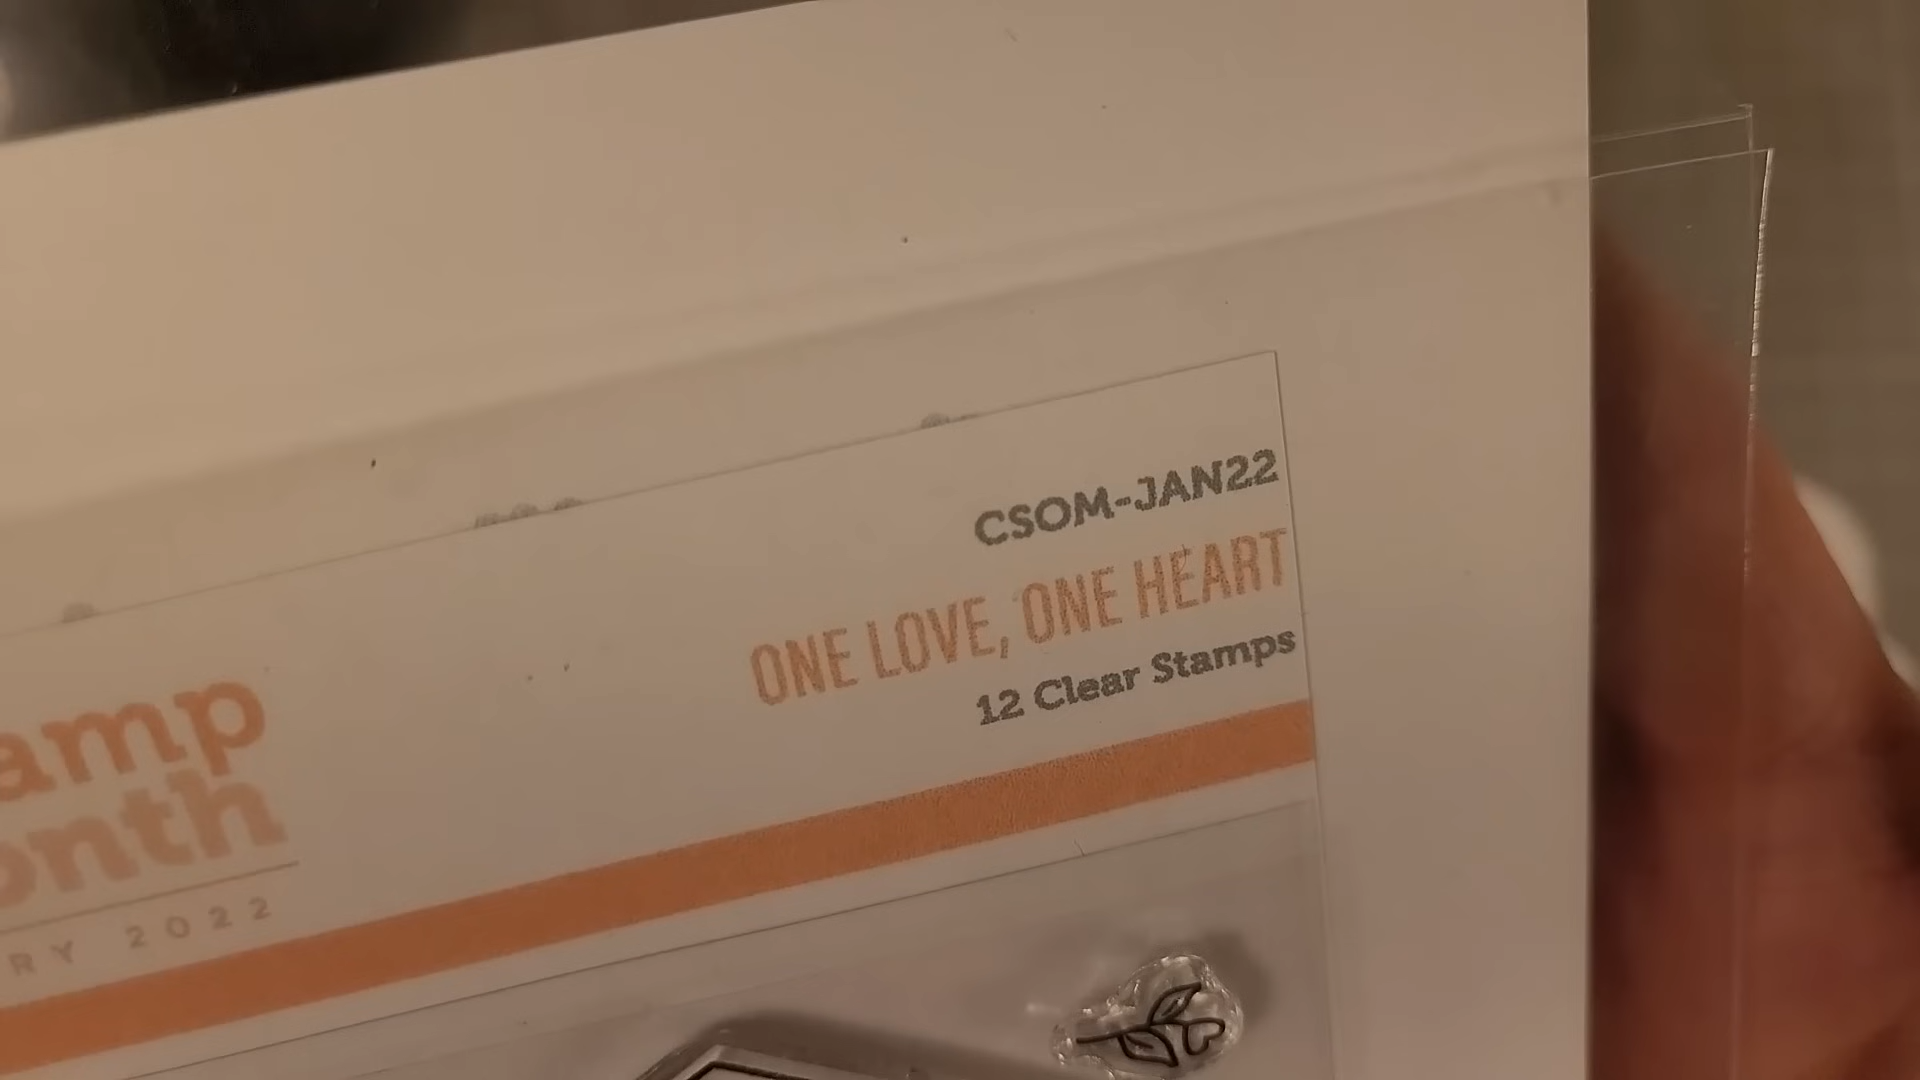 CSOM-JAN22
ONE LOVE, ONE HEART
12 Clear Stamps
amp
onth
RY 2022